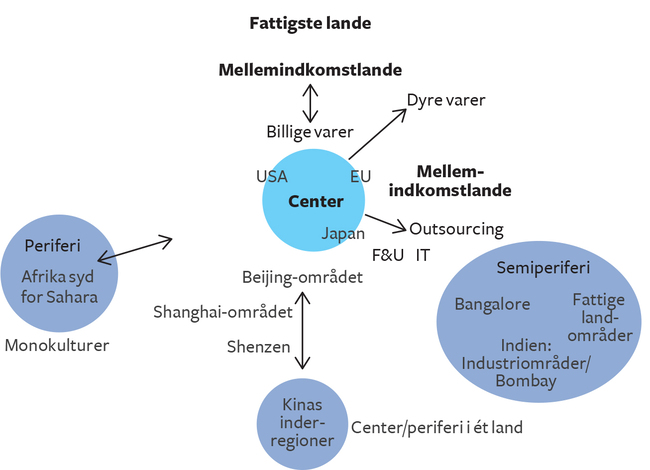 Fattigste lande
Mellemindkomstlande
Dyre varer
Billige varer
USA
EU
Center
Japan
Mellem-
indkomstlande
Outsourcing
F&U IT
Periferi
Afrika syd
for Sahara
Monokulturer
Beijing-området
Shanghai-området
Shenzen
Semiperiferi
Bangalore
Fattige
land-
områder
Indien:
Industriområder/
Bombay
Kinas
inder-
regioner
Center/periferi i ét land